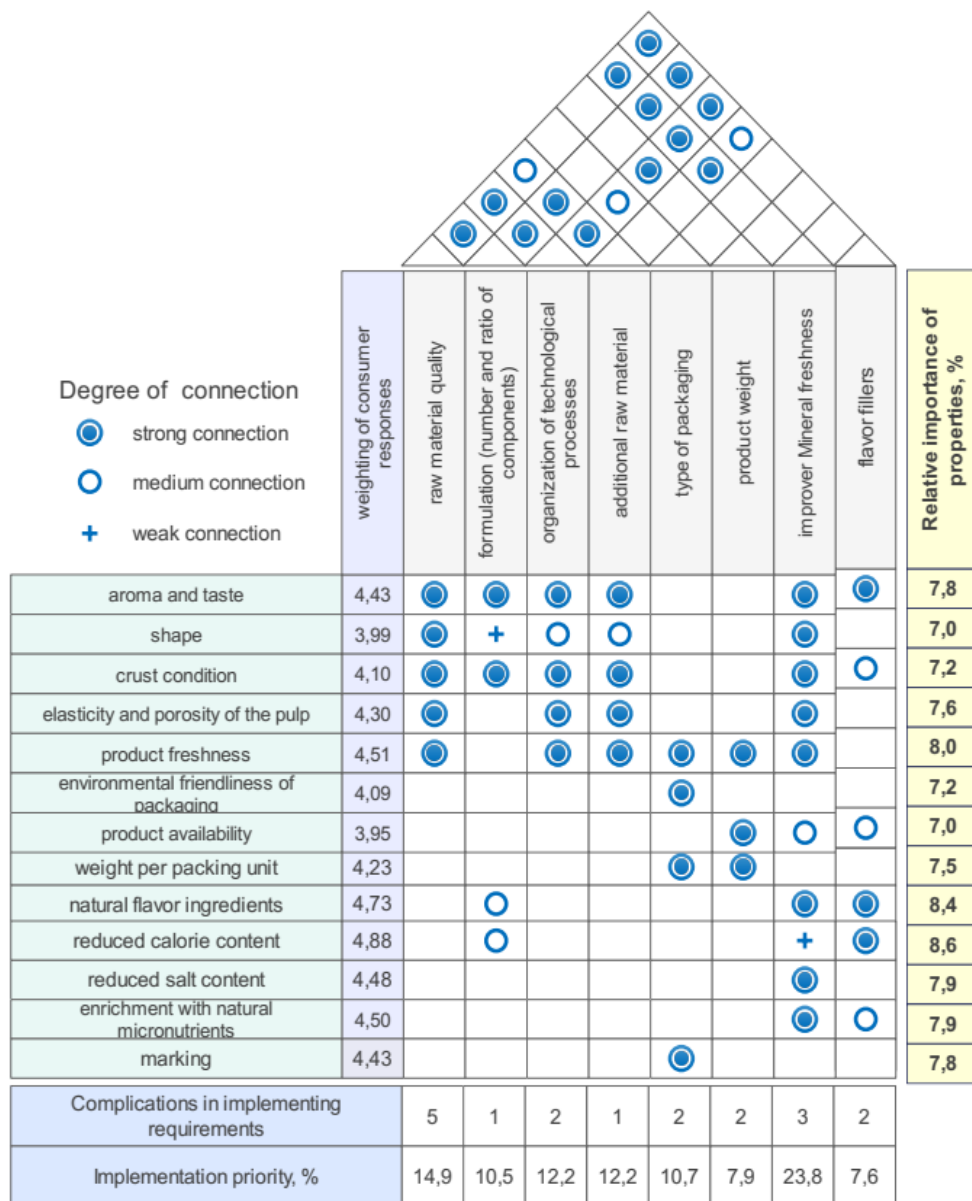 weighting of consumer
responses
raw material quality
formulation (number and ratio of
components)
organization of technological
processes
additional raw material
type of packaging
product weight
improver Mineral freshness
flavor fillers
Relative importance of
properties, %
Degree of connection
strong connection
medium connection
weak connection
aroma and taste 4,43 7,8
shape 3,99 7,0
crust condition 4,10 7,2
elasticity and porosity of the pulp 4,30 7,6
product freshness 4,51 8,0
environmental friendliness of
packaging 4,09 7,2
product availability 3,95 7,0
weight per packing unit 4,23 7,5
natural flavor ingredients 4,73 8,4
reduced calorie content 4,88 8,6
reduced salt content 4,48 7,9
enrichment with natural
micronutrients 4,50 7,9
marking 4,43 7,8
Complications in implementing
requirements 5 1 2 1 2 2 3 2
Implementation priority, % 14,9 10,5 12,2 12,2 10,7 7,9 23,8 7,6